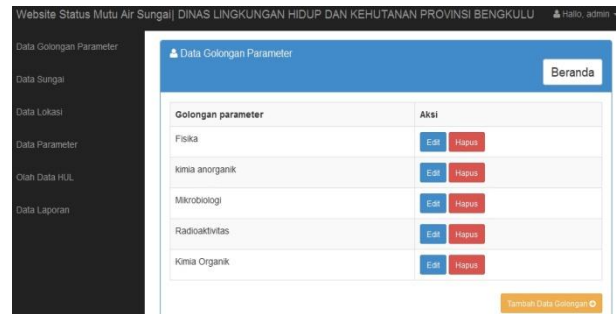 Website Status Mutu Air Sungai| DINAS LINGKUNGAN HIDUP DAN KEHUTANAN PROVINSI BENGKULU Hallo, admin
Data Golongan Parameter
Data Sungai
Olah Lokasi
Data Parameter
Olah Data HUL
Data Laporan
Data Golongan Parameter
Beranda
Golongan parameter Aksi
Fisika Edit Hapus
kimia anorganik Edit Hapus
Mikrobiologi Edit Hapus
Radioaktivitas Edit Hapus
Kimia Organik Edit Hapus
Tambah Data Golongan